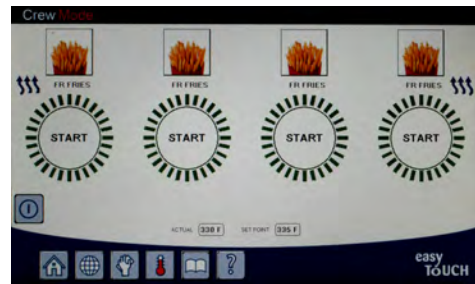 Crew Mode
FR FRIES FR FRIES FR FRIES FR FRIES
START START START START
ACTUAL 338 F SET POINT 335 F
easy
TOUCH